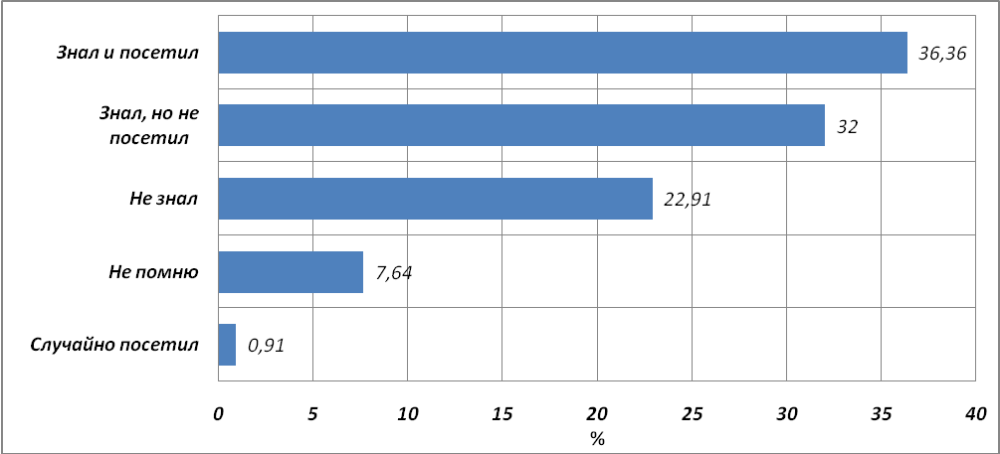 Знал и посетил
36,36
Знал, но не
посетил
32
Не знал
22,91
Не помню
7,64
Случайно посетил
0,91
0 5 10 15 20 25 30 35 40
%